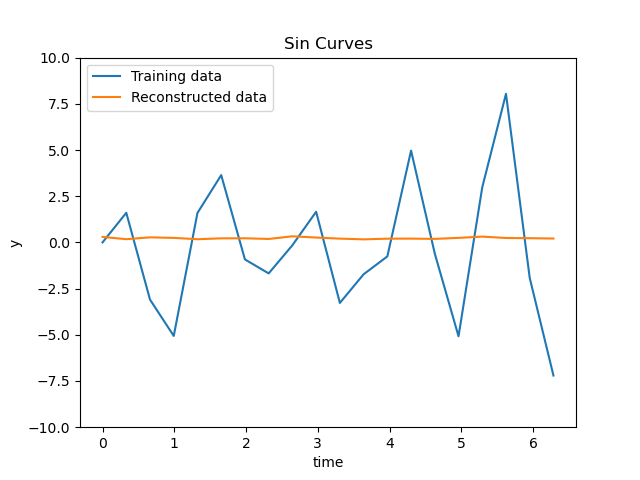 Sin Curves
Training data
Reconstructed data
10.0
7.5
5.0
2.5
0.0
−2.5
−5.0
−7.5
−10.0
y
0 1 2 3 4 5 6
time